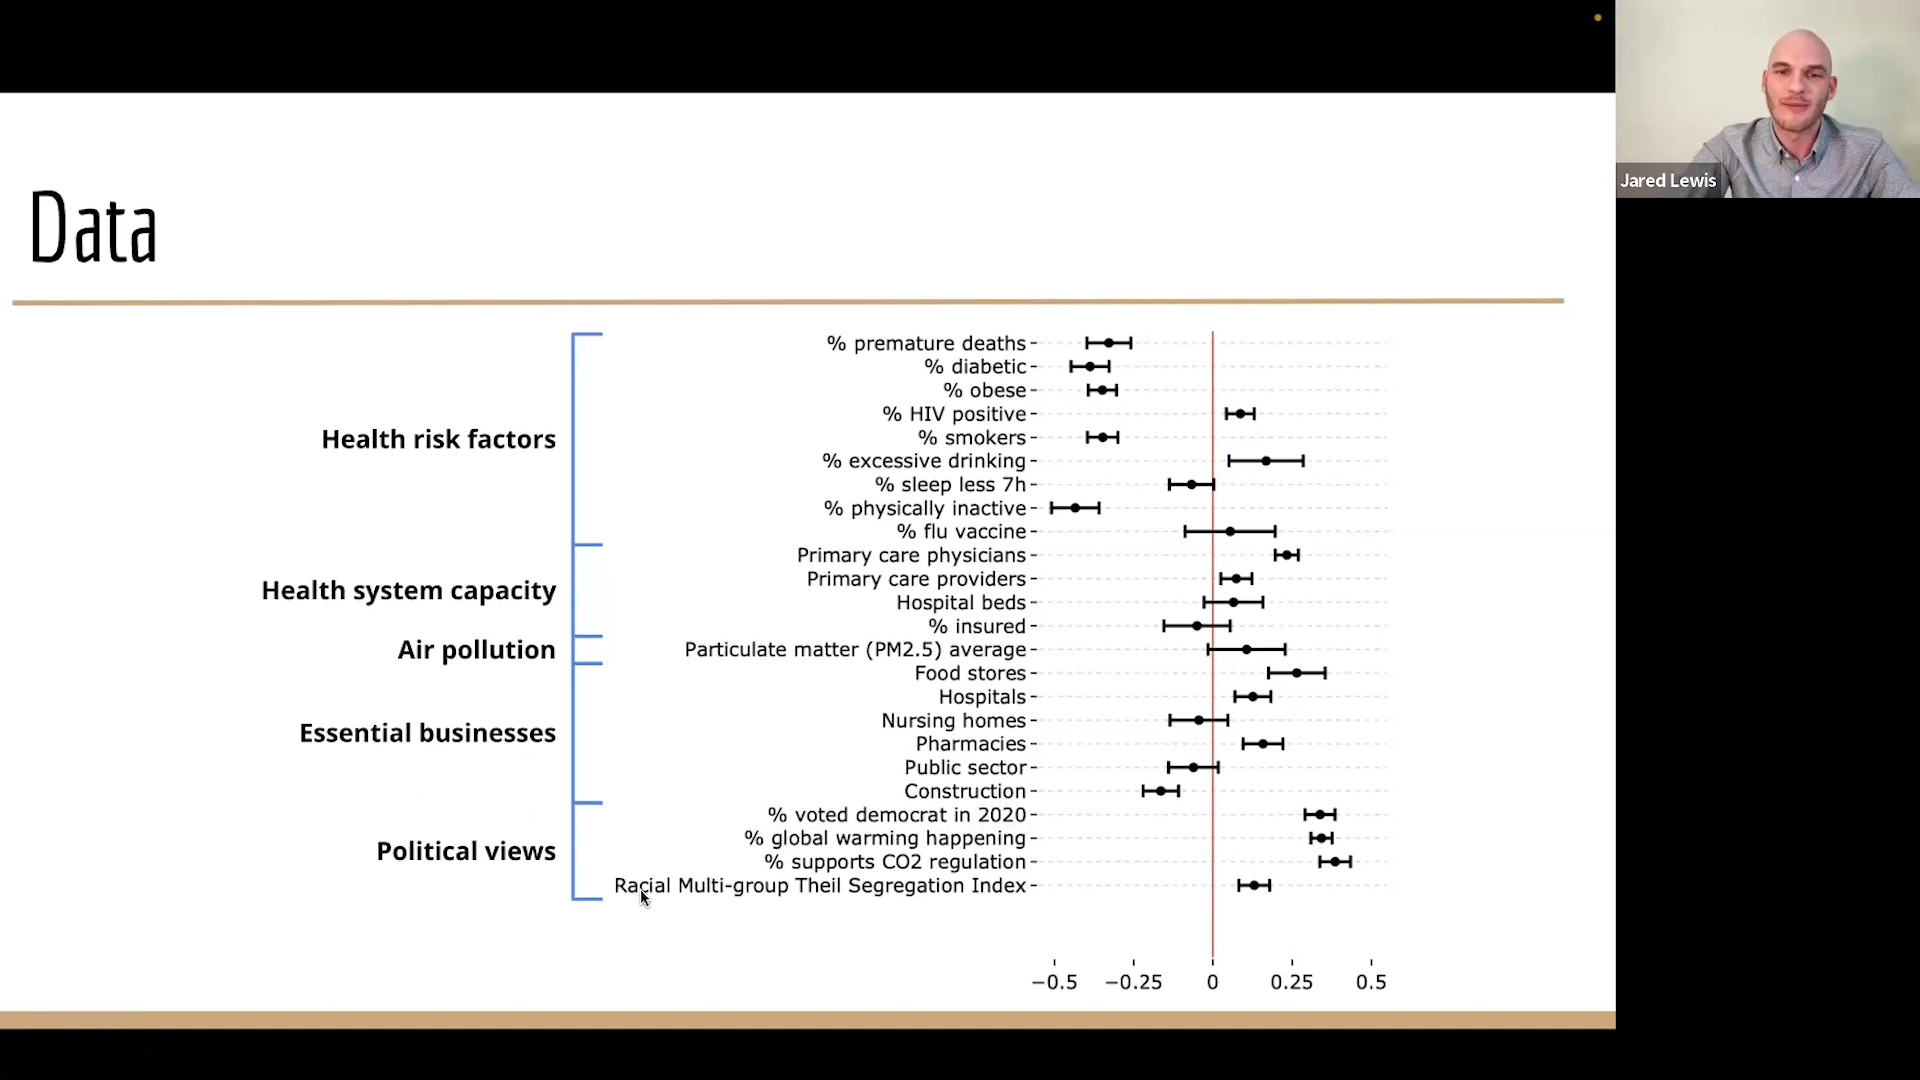 Jared Lewis
Data
Health risk factors
Health system capacity
Air pollution
Essential businesses
Political views
% premature deaths
% diabetic
% obese
% HIV positive
% smokers
% excessive drinking
% sleep less 7h
% physically inactive
% flu vaccine
Primary care physicians
Primary care providers
Hospital beds
% insured
Particulate matter (PM2.5) average
Food stores
Hospitals
Nursing homes
Pharmacies
Public sector
Construction
% voted democrat in 2020
% global warming happening
% supports CO2 regulation
Racial Multi-group Theil Segregation Index
−0.5 −0.25 0 0.25 0.5